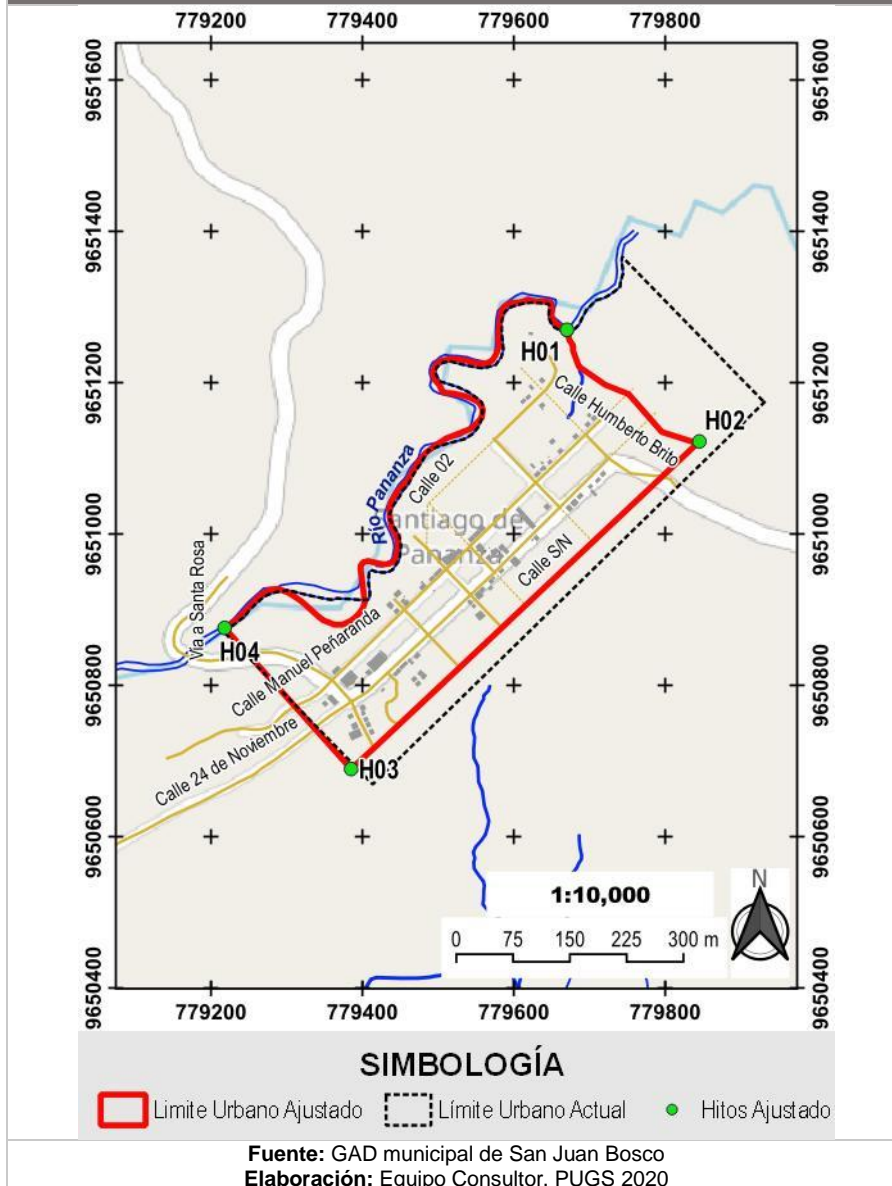 779200 779400 779600 779800
9651600 9651600
9651400 9651400
H01
9651200 9651200
Calle Humberto Brito
H02
Río Pananza
Calle 02
9651000 9651000
Santiago de
Pananza
Calle S/N
Vía a Santa Rosa
H04
Calle Manuel Peñaranda
9650800 9650800
Calle 24 de Noviembre
H03
9650600 9650600
1:10,000
N
0 75 150 225 300 m
9650400 9650400
779200 779400 779600 779800
SIMBOLOGÍA
Limite Urbano Ajustado Límite Urbano Actual Hitos Ajustado
Fuente: GAD municipal de San Juan Bosco
Elaboración: Equipo Consultor, PUGS 2020